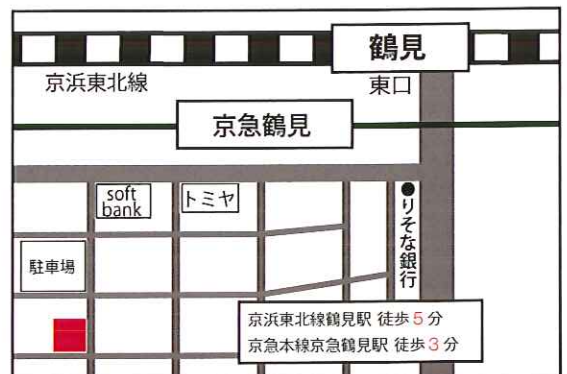 鶴見
京浜東北線
東口
京急鶴見
soft
bank
トミヤ
●りそな銀行
駐車場
京浜東北線鶴見駅 徒歩5分
京急本線京急鶴見駅 徒歩3分